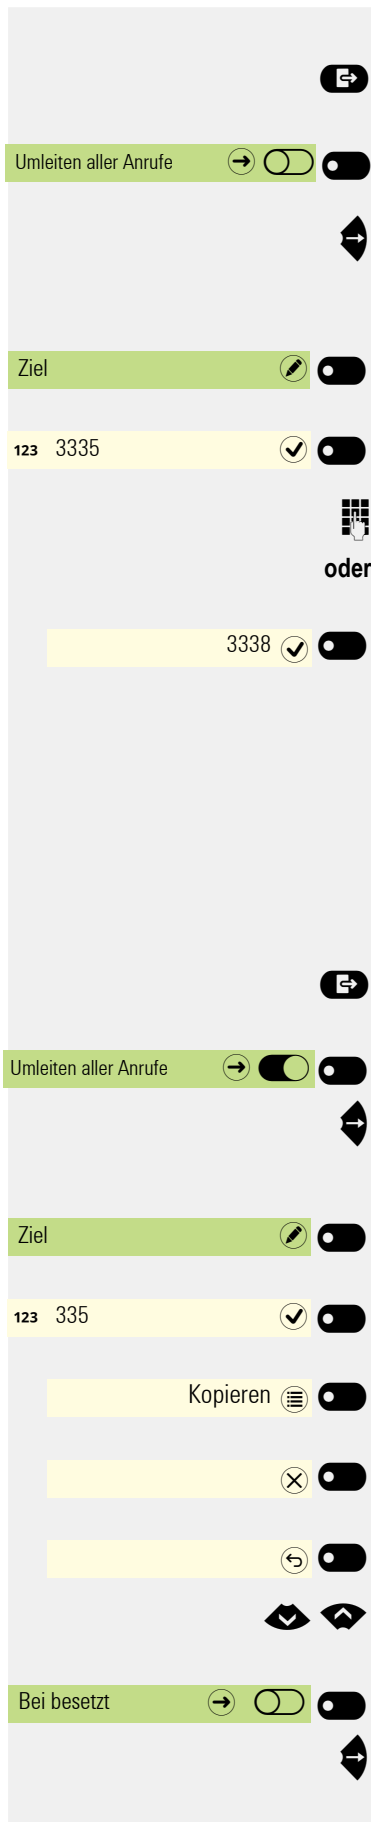 Umleiten aller Anrufe
Ziel
123 3335
oder
3338
Umleiten aller Anrufe
Ziel
123 335
Kopieren
Bei besetzt